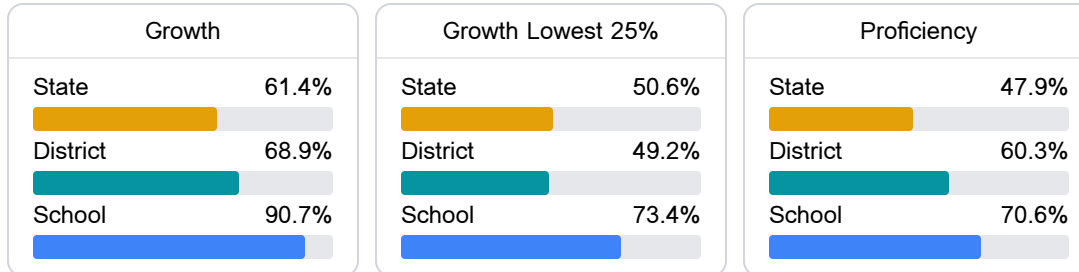 Growth
State 61.4%
District 68.9%
School 90.7%
Growth Lowest 25%
State 50.6%
District 49.2%
School 73.4%
Proficiency
State 47.9%
District 60.3%
School 70.6%